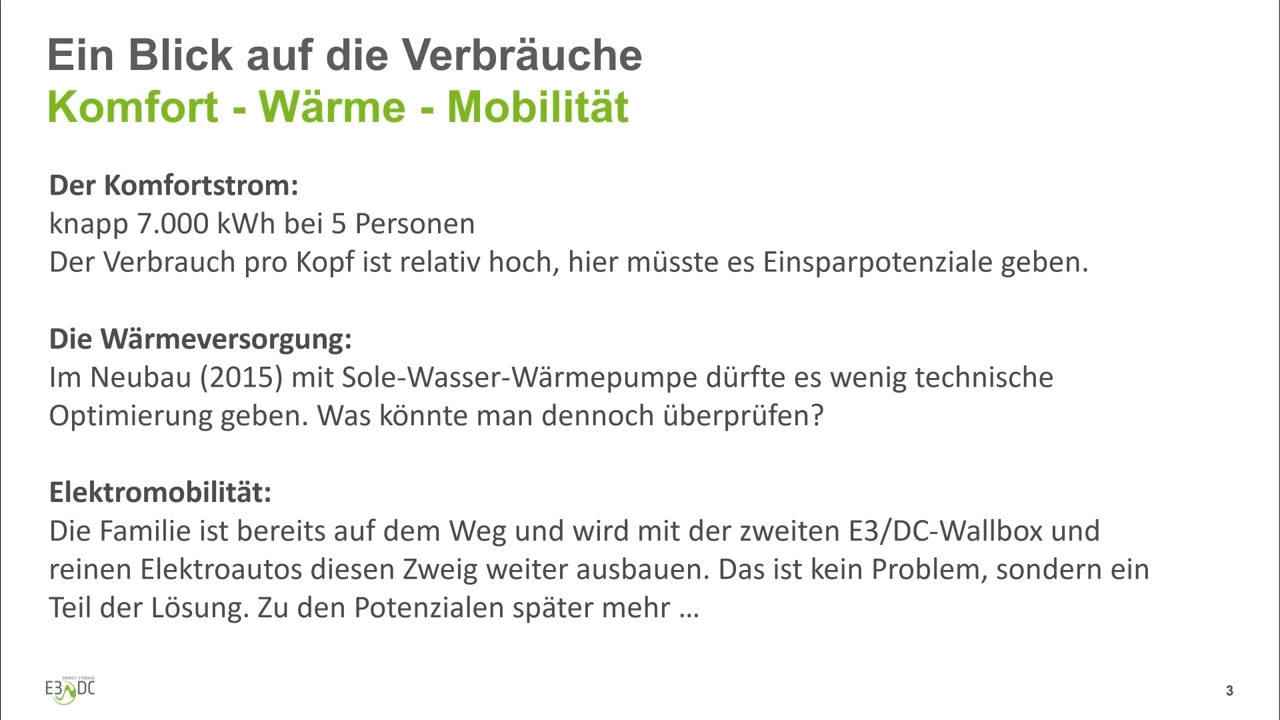 Ein Blick auf die Verbräuche
Komfort - Wärme - Mobilität
Der Komfortstrom:
knapp 7.000 kWh bei 5 Personen
Der Verbrauch pro Kopf ist relativ hoch, hier müsste es Einsparpotenziale geben.
Die Wärmeversorgung:
Im Neubau (2015) mit Sole-Wasser-Wärmepumpe dürfte es wenig technische
Optimierung geben. Was könnte man dennoch überprüfen?
Elektromobilität:
Die Familie ist bereits auf dem Weg und wird mit der zweiten E3/DC-Wallbox und
reinen Elektroautos diesen Zweig weiter ausbauen. Das ist kein Problem, sondern ein
Teil der Lösung. Zu den Potenzialen später mehr …
ENERGY STORAGE
E3 DC
3